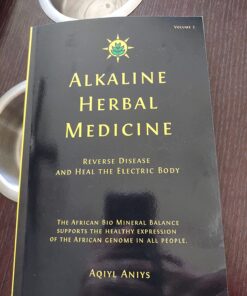 VOLUME 2
ALKALINE
HERBAL
MEDICINE
REVERSE DISEASE
AND HEAL THE ELECTRIC BODY
THE AFRICAN BIO MINERAL BALANCE
SUPPORTS THE HEALTHY EXPRESSION
OF THE AFRICAN GENOME IN ALL PEOPLE.
AQIYL ANIYS